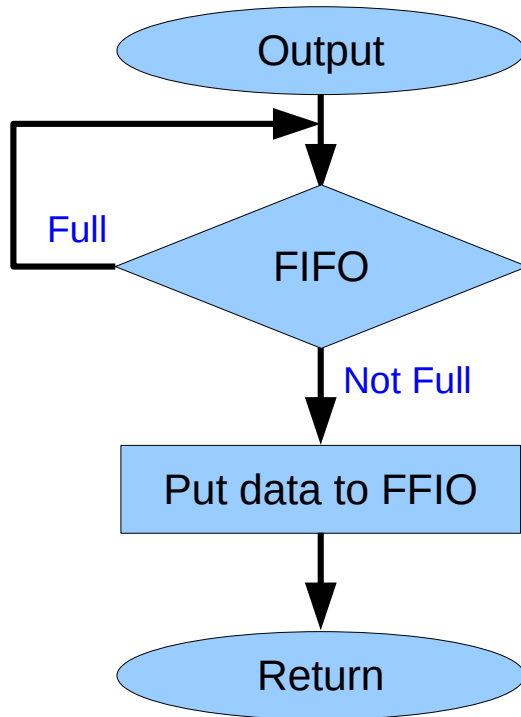 Output
Full
FIFO
Not Full
Put data to FFIO
Return